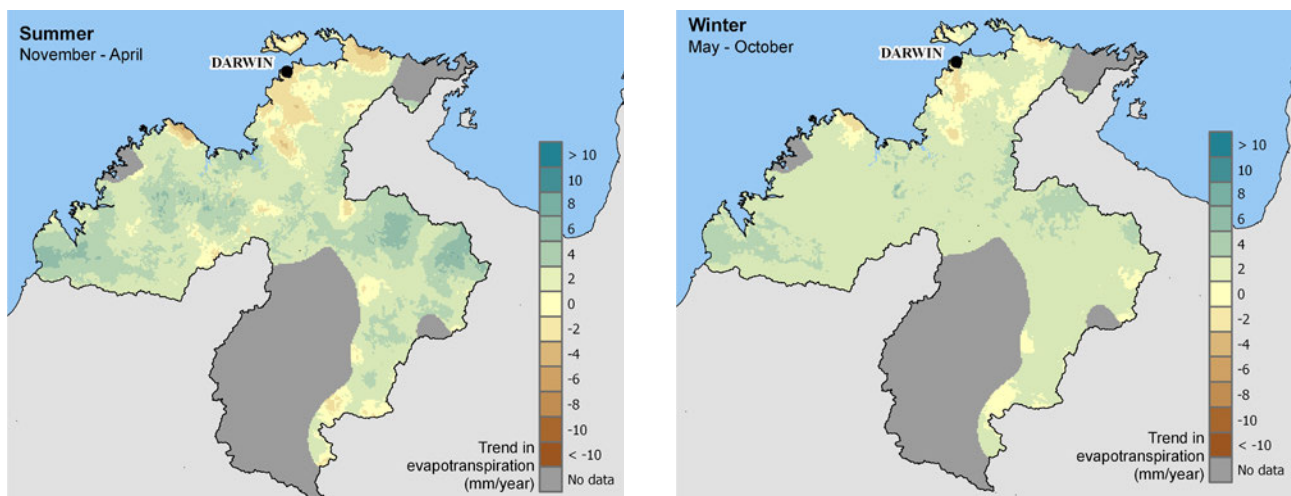 Summer
November - April
DARWIN
> 10
10
8
6
4
2
0
-2
-4
-6
-8
-10
< -10
No data
Trend in
evapotranspiration
(mm/year)
Winter
May - October
DARWIN
> 10
10
8
6
4
2
0
-2
-4
-6
-8
-10
< -10
No data
Trend in
evapotranspiration
(mm/year)